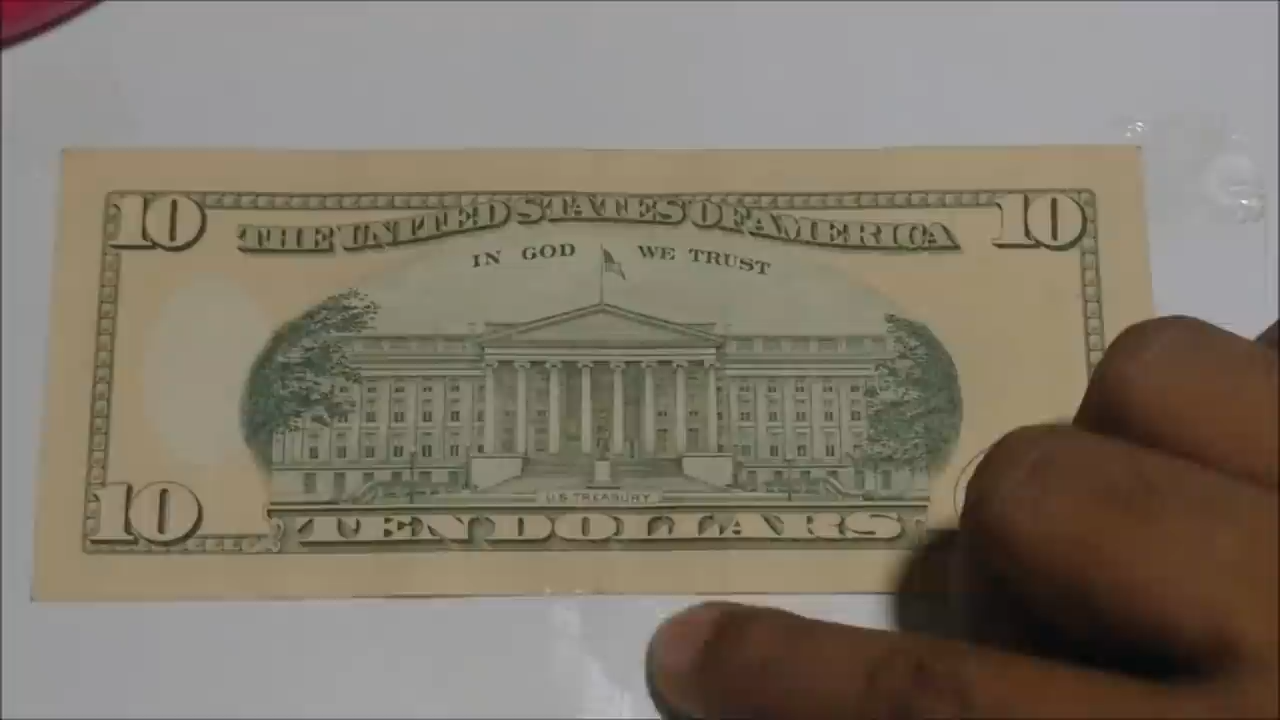 10 THE UNITED STATES OF AMERICA 10
IN GOD WE TRUST
U.S. TREASURY
10 TEN DOLLARS